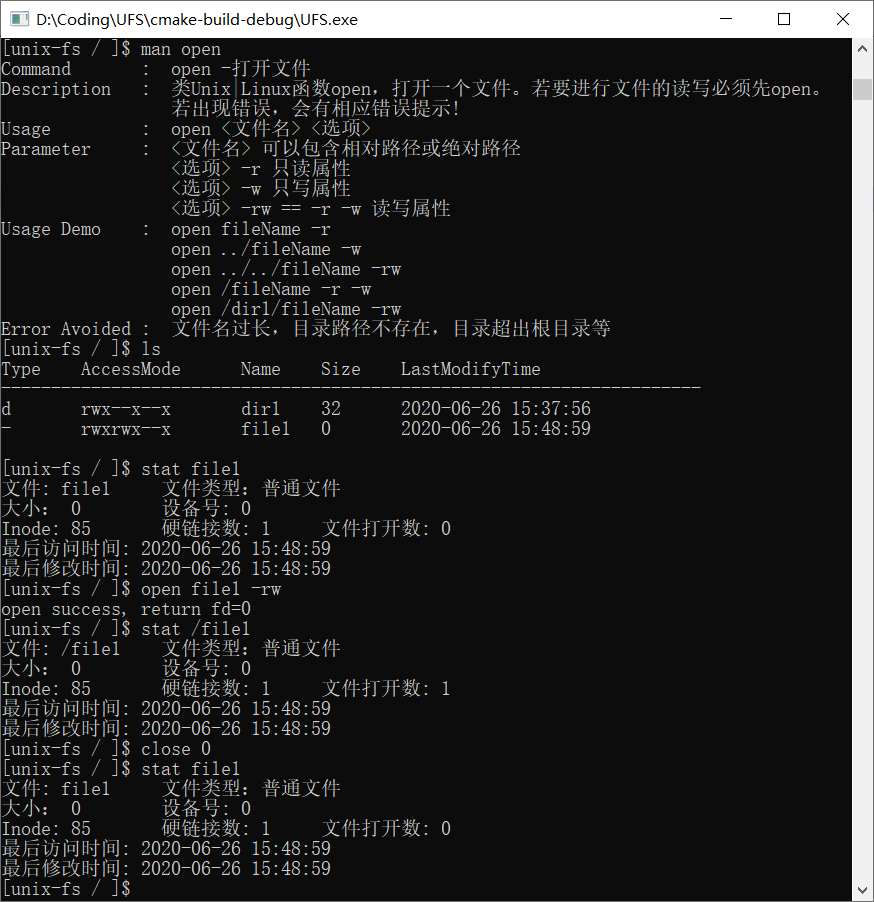 D:\Coding\UFS\cmake-build-debug\UFS.exe
[unix-fs / ]$ man open
Command       :  open -打开文件
Description   :  类Unix|Linux函数open，打开一个文件。若要进行文件的读写必须先open。
                 若出现错误，会有相应错误提示!
Usage         :  open <文件名> <选项>
Parameter     :  <文件名> 可以包含相对路径或绝对路径
                 <选项> -r 只读属性
                 <选项> -w 只写属性
                 <选项> -rw == -r -w 读写属性
Usage Demo    :  open fileName -r
                 open ../fileName -w
                 open ../../fileName -rw
                 open /fileName -r -w
                 open /dir1/fileName -rw
Error Avoided :  文件名过长，目录路径不存在，目录超出根目录等
[unix-fs / ]$ ls
Type    AccessMode      Name    Size    LastModifyTime
----------------------------------------------------------------------
d       rwx--x--x       dir1    32      2020-06-26 15:37:56
-       rwxrwx--x       file1   0       2020-06-26 15:48:59
[unix-fs / ]$ stat file1
文件: file1     文件类型：普通文件
大小： 0        设备号: 0
Inode: 85       硬链接数: 1     文件打开数: 0
最后访问时间: 2020-06-26 15:48:59
最后修改时间: 2020-06-26 15:48:59
[unix-fs / ]$ open file1 -rw
open success, return fd=0
[unix-fs / ]$ stat /file1
文件: /file1    文件类型：普通文件
大小： 0        设备号: 0
Inode: 85       硬链接数: 1     文件打开数: 1
最后访问时间: 2020-06-26 15:48:59
最后修改时间: 2020-06-26 15:48:59
[unix-fs / ]$ close 0
[unix-fs / ]$ stat file1
文件: file1     文件类型：普通文件
大小： 0        设备号: 0
Inode: 85       硬链接数: 1     文件打开数: 0
最后访问时间: 2020-06-26 15:48:59
最后修改时间: 2020-06-26 15:48:59
[unix-fs / ]$